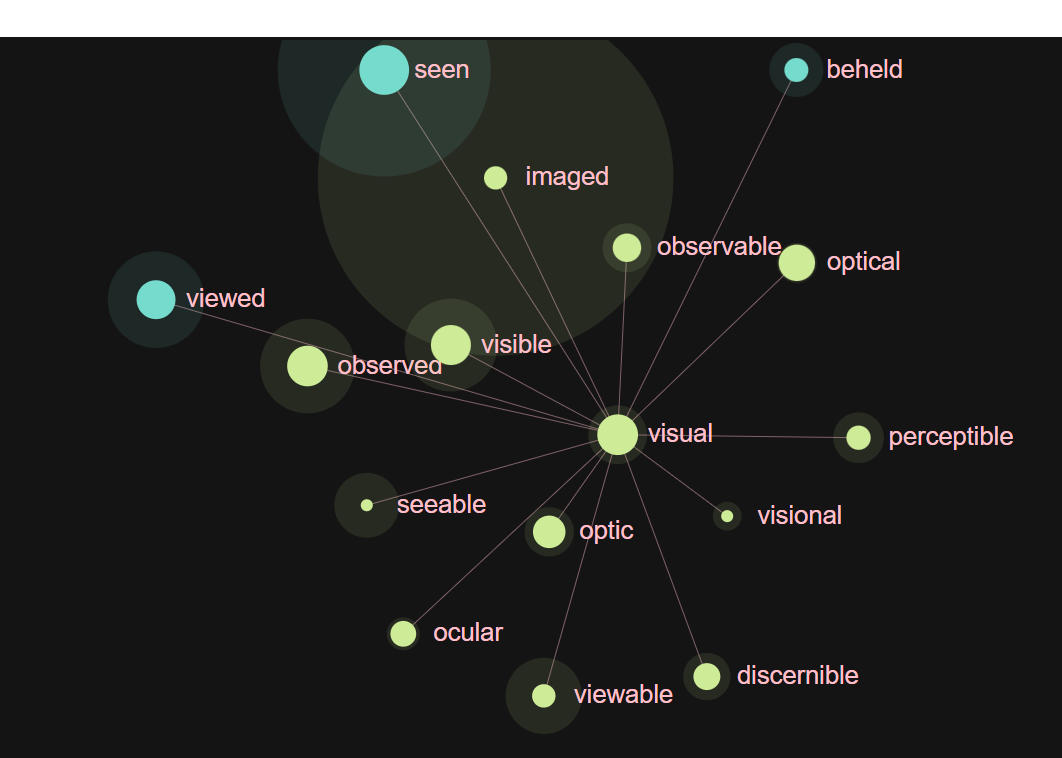 seen
beheld
imaged
observable
optical
viewed
visible
observed
visual
perceptible
seeable
visional
optic
ocular
discernible
viewable